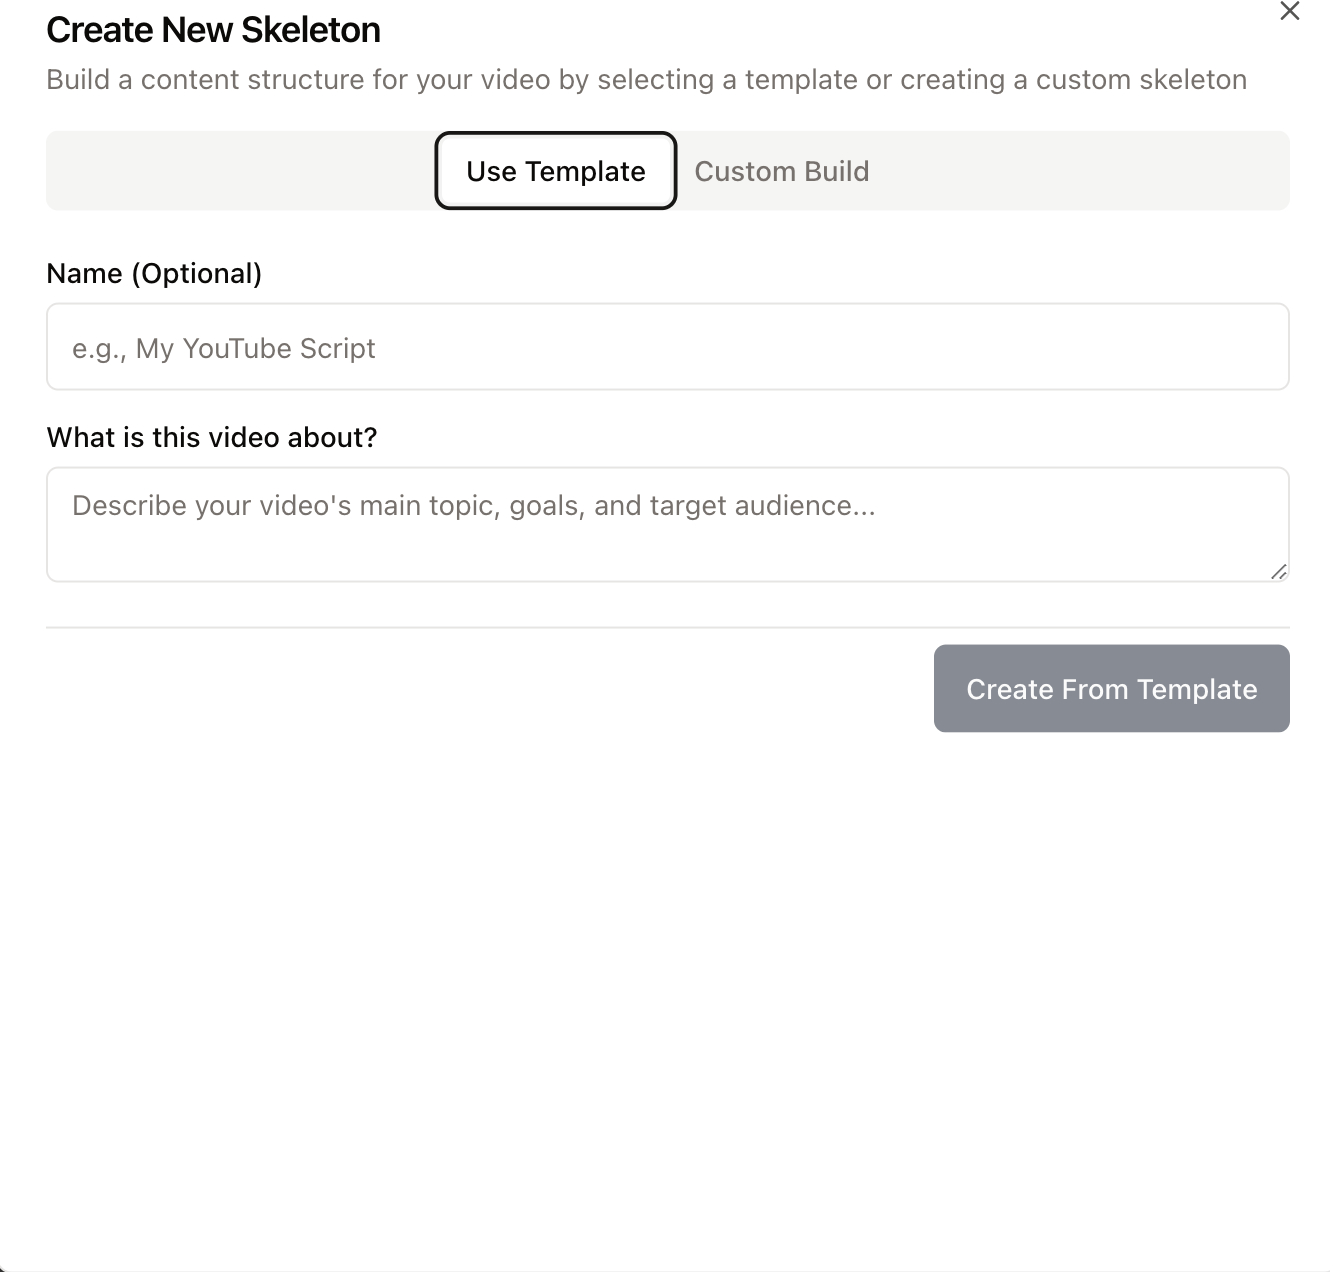 Create New Skeleton
Build a content structure for your video by selecting a template or creating a custom skeleton
Use Template
Custom Build
Name (Optional)
e.g., My YouTube Script
What is this video about?
Describe your video's main topic, goals, and target audience...
Create From Template